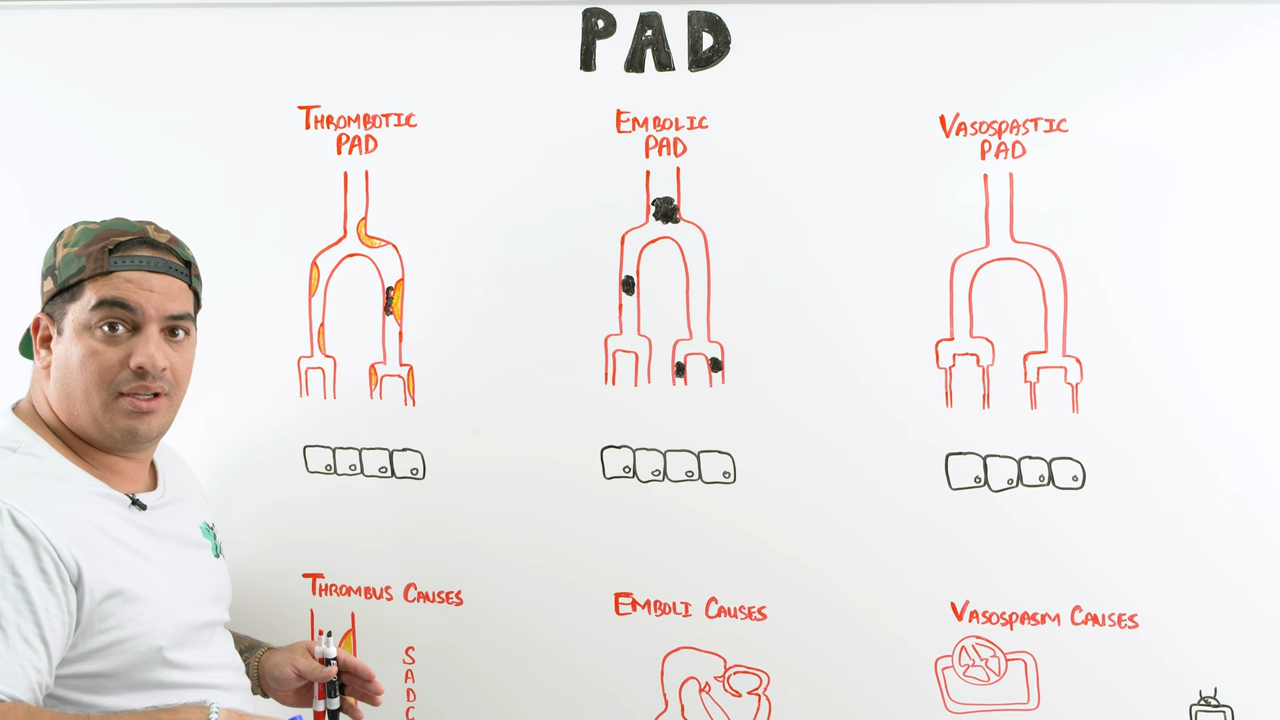 PAD
THROMBOTIC
PAD
EMBOLIC
PAD
VASOSPASTIC
PAD
THROMBUS CAUSES
S
A
D
C
EMBOLI CAUSES
VASOSPASM CAUSES